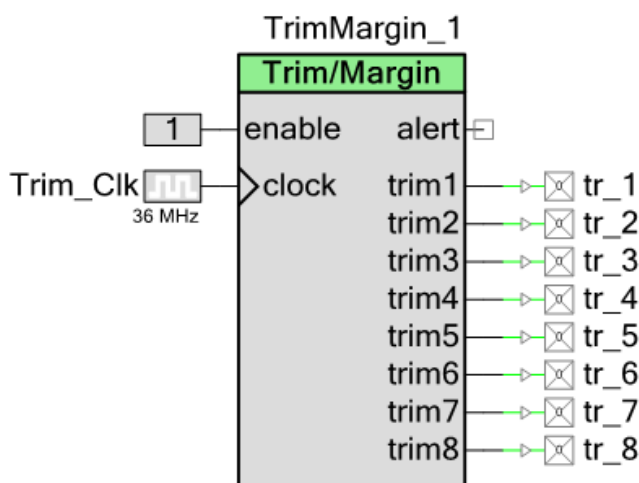 TrimMargin_1
Trim/Margin
1 enable alert
Trim_Clk clock trim1 tr_1
36 MHz
trim2 tr_2
trim3 tr_3
trim4 tr_4
trim5 tr_5
trim6 tr_6
trim7 tr_7
trim8 tr_8